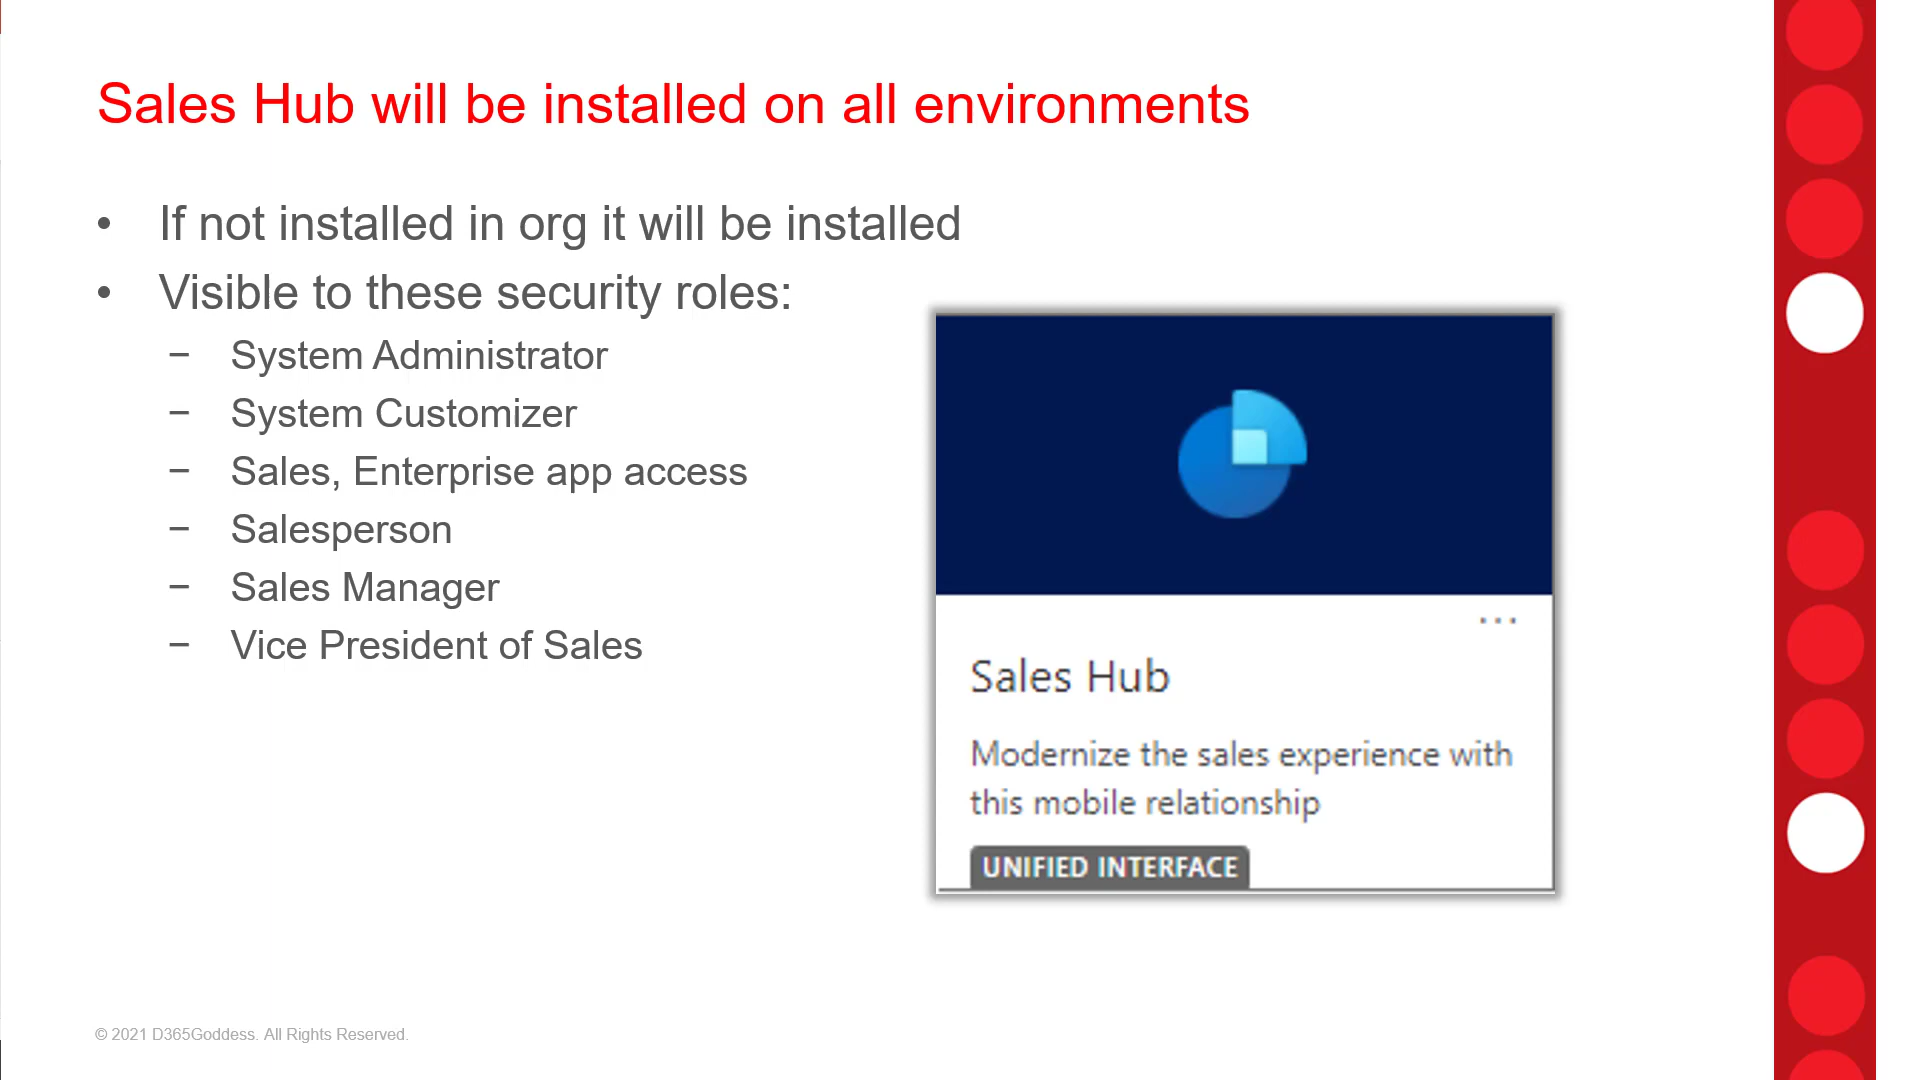 Sales Hub will be installed on all environments
• If not installed in org it will be installed
• Visible to these security roles:
– System Administrator
– System Customizer
– Sales, Enterprise app access
– Salesperson
– Sales Manager
– Vice President of Sales
...
Sales Hub
Modernize the sales experience with
this mobile relationship
UNIFIED INTERFACE
© 2021 D365Goddess. All Rights Reserved.